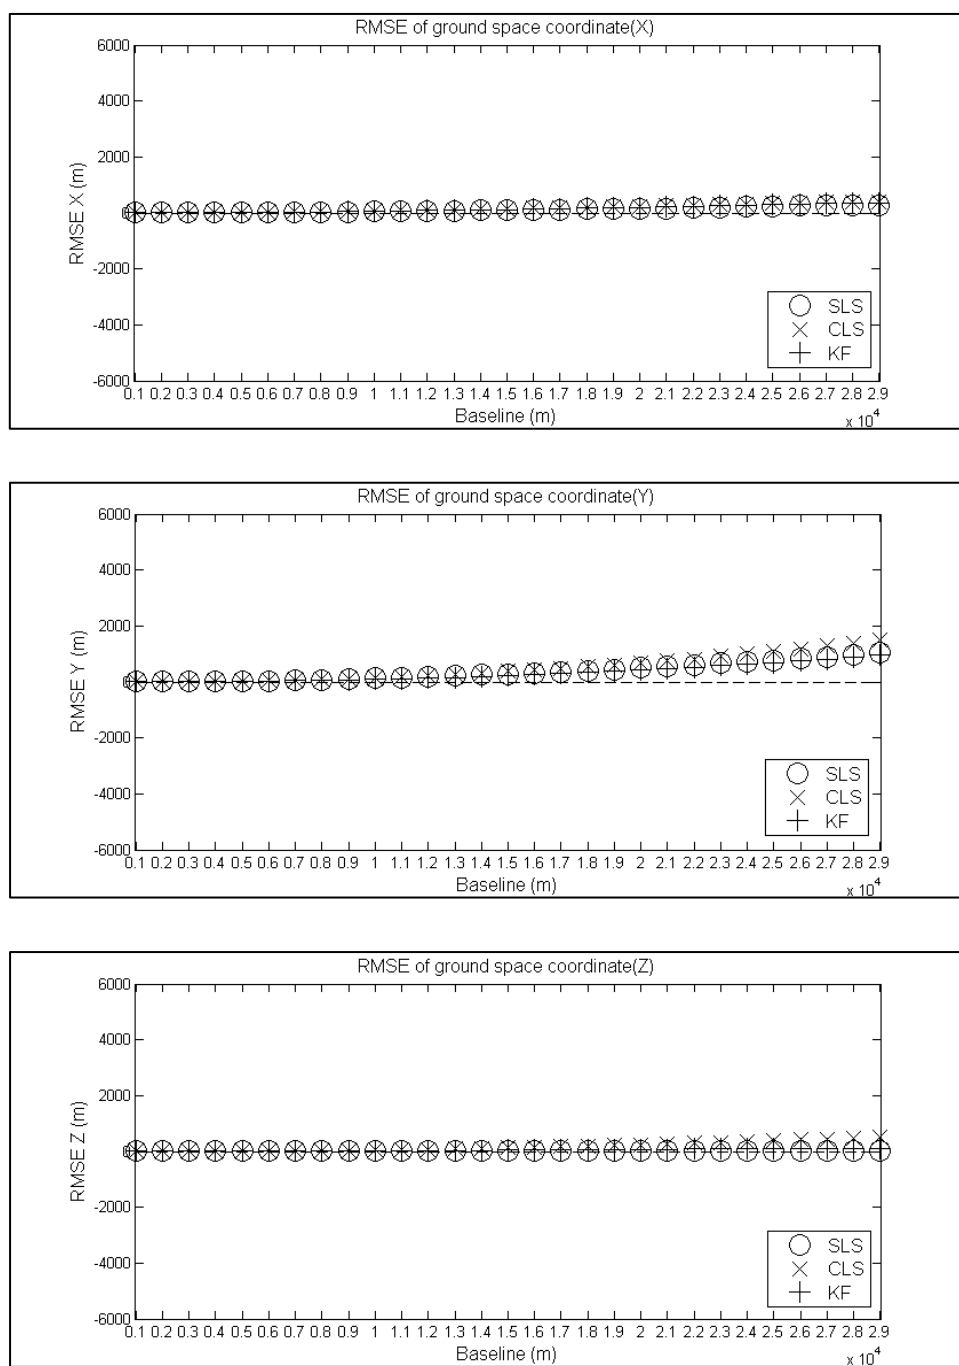 RMSE of ground space coordinate(X)
6000
4000
2000
0
-2000
-4000
-6000
RMSE X (m)
SLS
CLS
KF
0.1 0.2 0.3 0.4 0.5 0.6 0.7 0.8 0.9 1 1.1 1.2 1.3 1.4 1.5 1.6 1.7 1.8 1.9 2 2.1 2.2 2.3 2.4 2.5 2.6 2.7 2.8 2.9
Baseline (m)
x 10^4
RMSE of ground space coordinate(Y)
6000
4000
2000
0
-2000
-4000
-6000
RMSE Y (m)
SLS
CLS
KF
0.1 0.2 0.3 0.4 0.5 0.6 0.7 0.8 0.9 1 1.1 1.2 1.3 1.4 1.5 1.6 1.7 1.8 1.9 2 2.1 2.2 2.3 2.4 2.5 2.6 2.7 2.8 2.9
Baseline (m)
x 10^4
RMSE of ground space coordinate(Z)
6000
4000
2000
0
-2000
-4000
-6000
RMSE Z (m)
SLS
CLS
KF
0.1 0.2 0.3 0.4 0.5 0.6 0.7 0.8 0.9 1 1.1 1.2 1.3 1.4 1.5 1.6 1.7 1.8 1.9 2 2.1 2.2 2.3 2.4 2.5 2.6 2.7 2.8 2.9
Baseline (m)
x 10^4